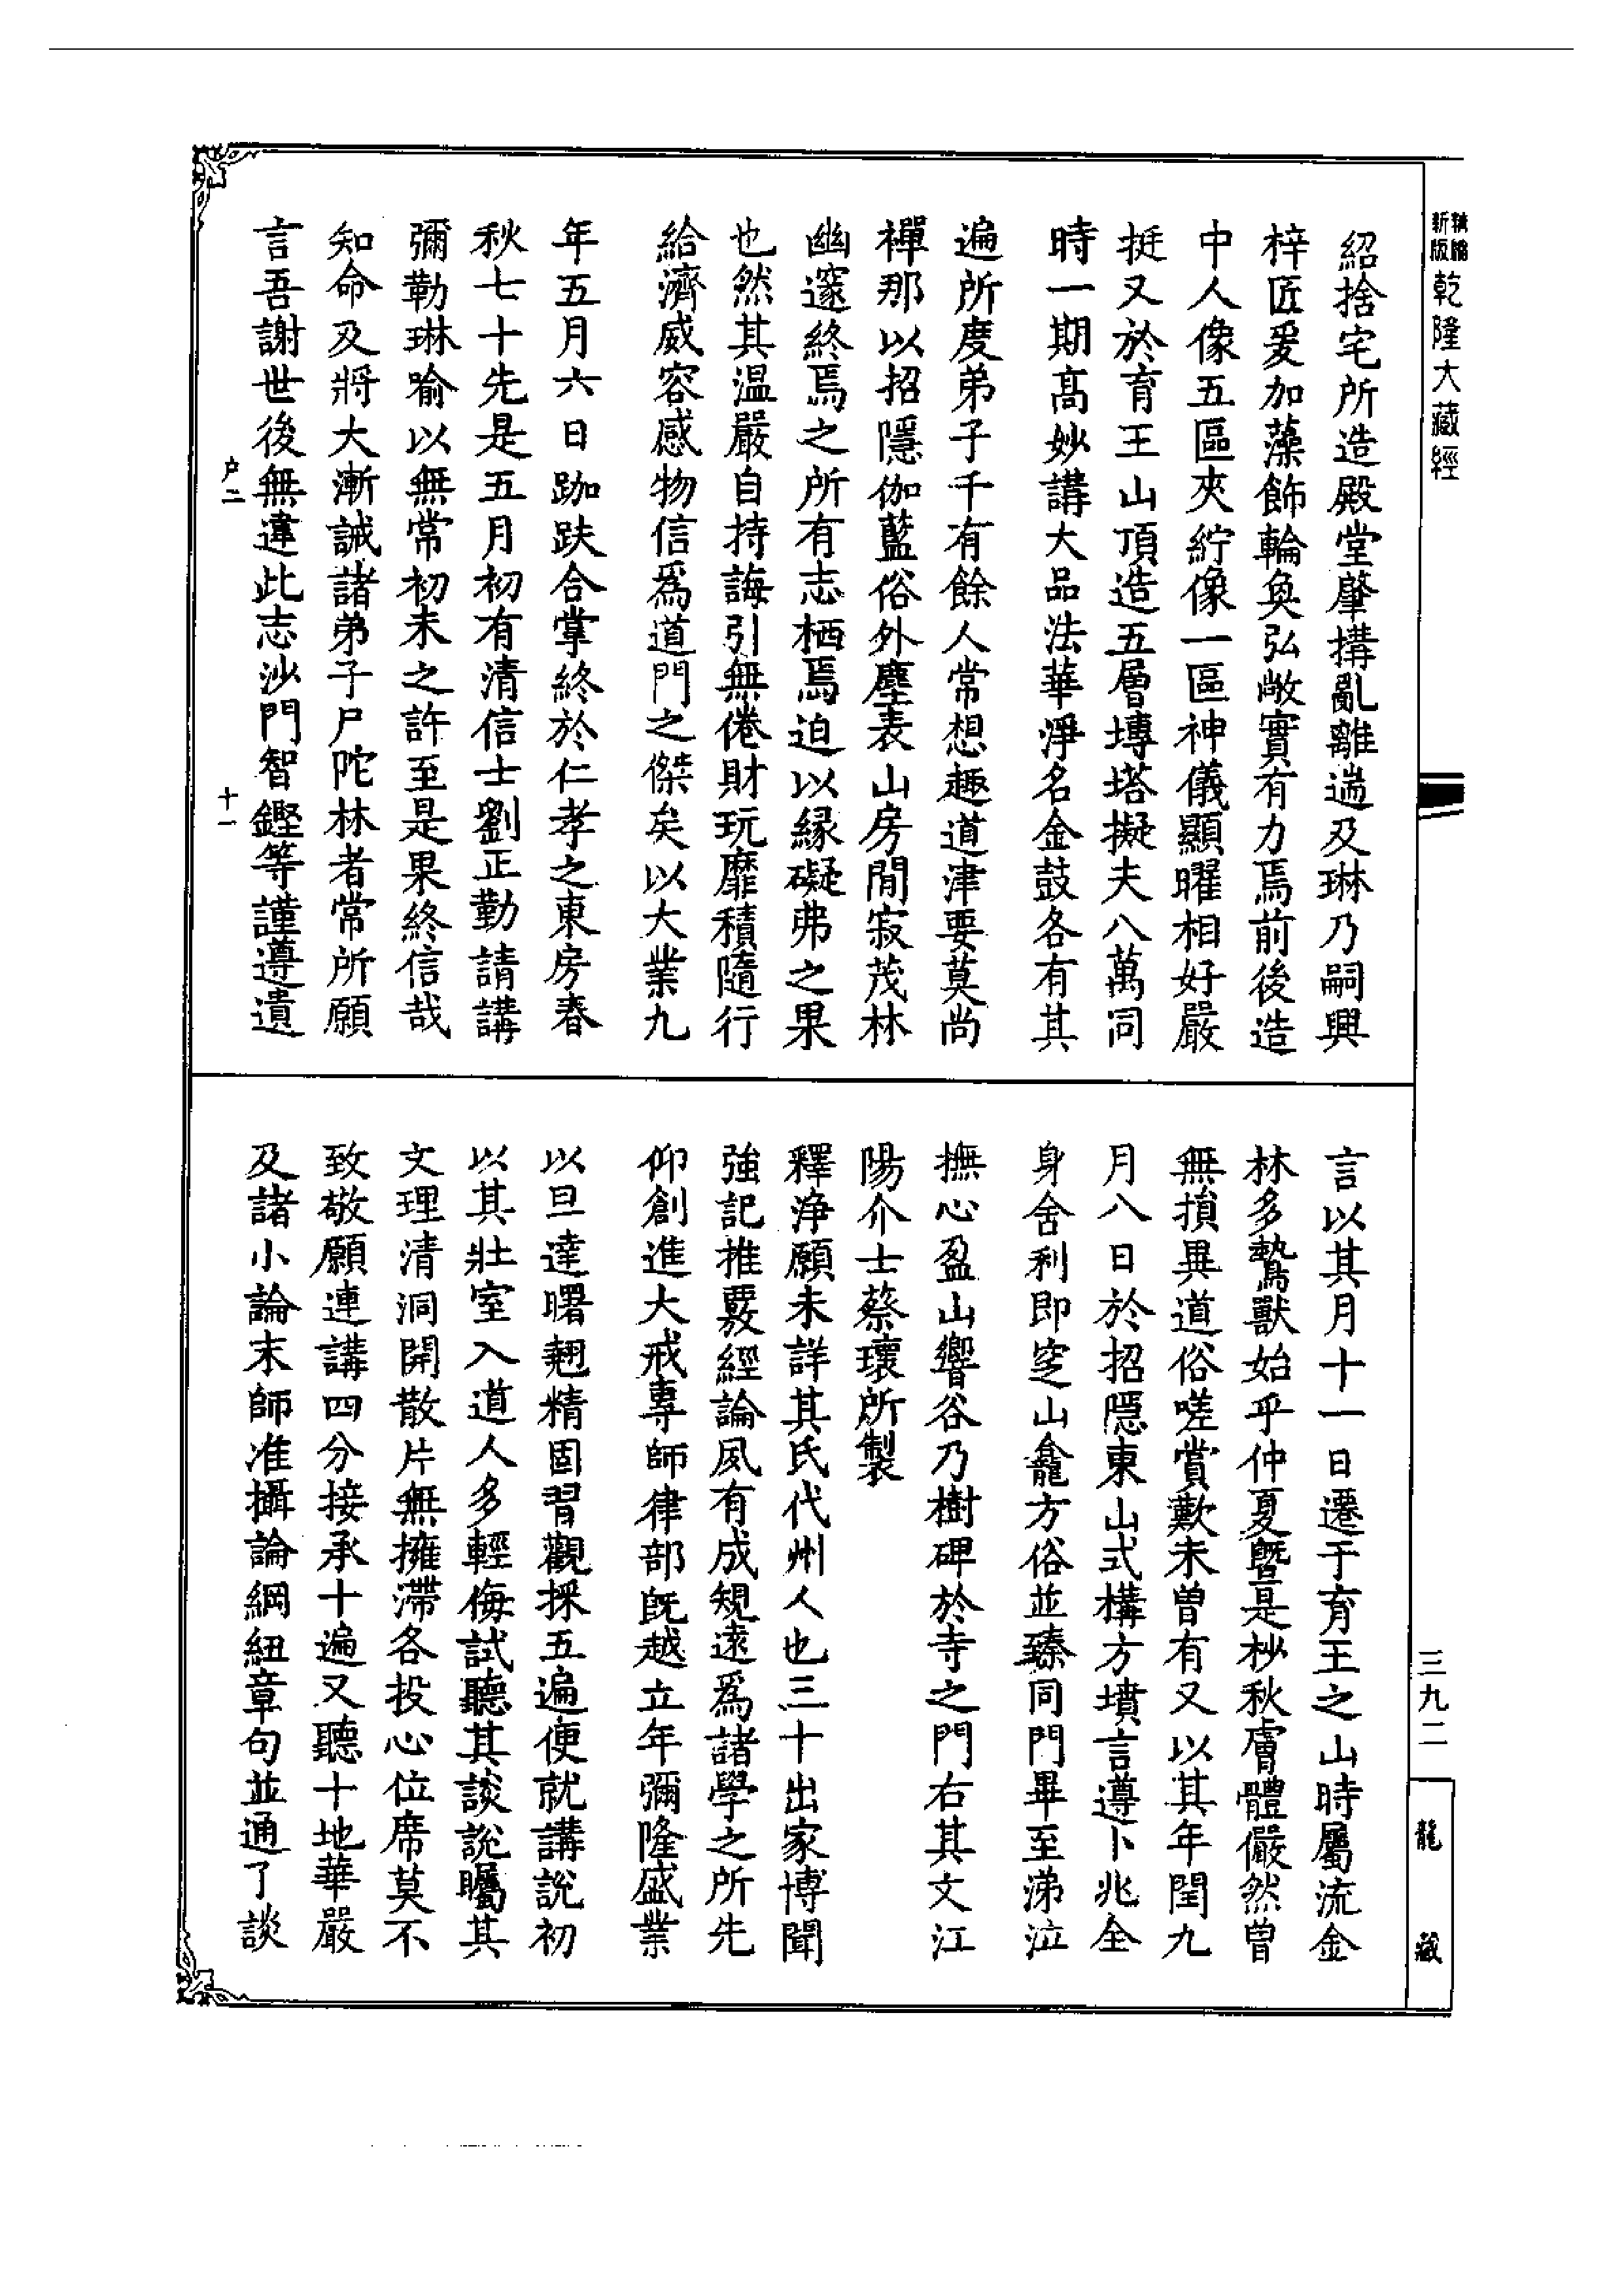 精編
新版
乾隆大藏經
紹捨宅所造殿堂肇搆亂離遄及琳乃嗣興
梓匠爰加藻飾輪奐弘敞實有力焉前後造
中人像五區夾紵像一區神儀顯曜相好嚴
挺又於育王山頂造五層塼塔擬夫八萬同
時一期高妙講大品法華淨名金鼓各有其
遍所度弟子千有餘人常想趣道津要莫尚
禪那以招隱伽藍俗外塵表山房閒寂茂林
幽邃終焉之所有志栖焉迫以緣礙弗之果
也然其溫嚴自持誨引無倦財玩靡積隨行
給濟威容感物信為道門之傑矣以大業九
年五月六日跏趺合掌終於仁孝之東房春
秋七十先是五月初有清信士劉正勤請講
彌勒琳喻以無常初未之許至是果終信哉
知命及將大漸誡諸弟子尸陀林者常所願
言吾謝世後無違此志沙門智鏗等謹遵遺
戶二
十一
言以其月十一日遷于育王之山時屬流金
林多鷙獸始乎仲夏暨是杪秋膚體儼然曾
無損異道俗嗟賞歎未曾有又以其年閏九
月八日於招隱東山式構方墳言遵卜兆全
身舍利即窆山龕方俗並臻同門畢至涕泣
撫心盈山響谷乃樹碑於寺之門右其文江
陽介士蔡瓌所製
釋淨願未詳其氏代州人也三十出家博聞
強記推覈經論夙有成規遠為諸學之所先
仰創進大戒專師律部既越立年彌隆盛業
以旦達曙翹精固習觀採五遍便就講說初
以其壯室入道人多輕侮試聽其談說矚其
文理清洞開散片無擁滯各投心位席莫不
致敬願連講四分接承十遍又聽十地華嚴
及諸小論末師准攝論綱紐章句並通了談
三九二
龍藏